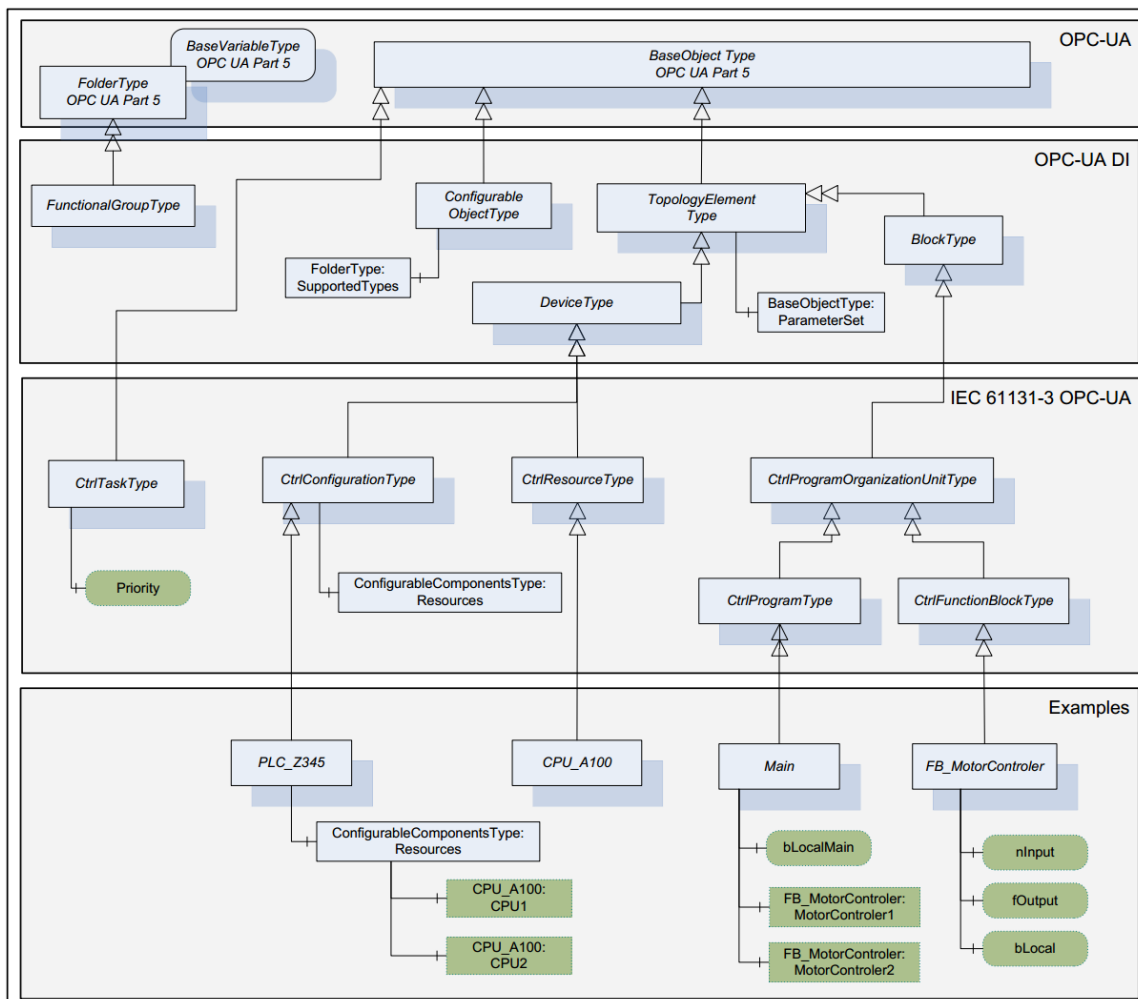 OPC-UA
BaseVariableType
OPC UA Part 5
FolderType
OPC UA Part 5
BaseObject Type
OPC UA Part 5
OPC-UA DI
FunctionalGroupType
Configurable
ObjectType
TopologyElement
Type
BlockType
FolderType:
SupportedTypes
DeviceType
BaseObjectType:
ParameterSet
IEC 61131-3 OPC-UA
CtrlTaskType
CtrlConfigurationType
CtrlResourceType
CtrlProgramOrganizationUnitType
Priority
ConfigurableComponentsType:
Resources
CtrlProgramType
CtrlFunctionBlockType
Examples
PLC_Z345
CPU_A100
Main
FB_MotorControler
ConfigurableComponentsType:
Resources
bLocalMain
nInput
CPU_A100:
CPU1
FB_MotorControler:
MotorControler1
fOutput
CPU_A100:
CPU2
FB_MotorControler:
MotorControler2
bLocal